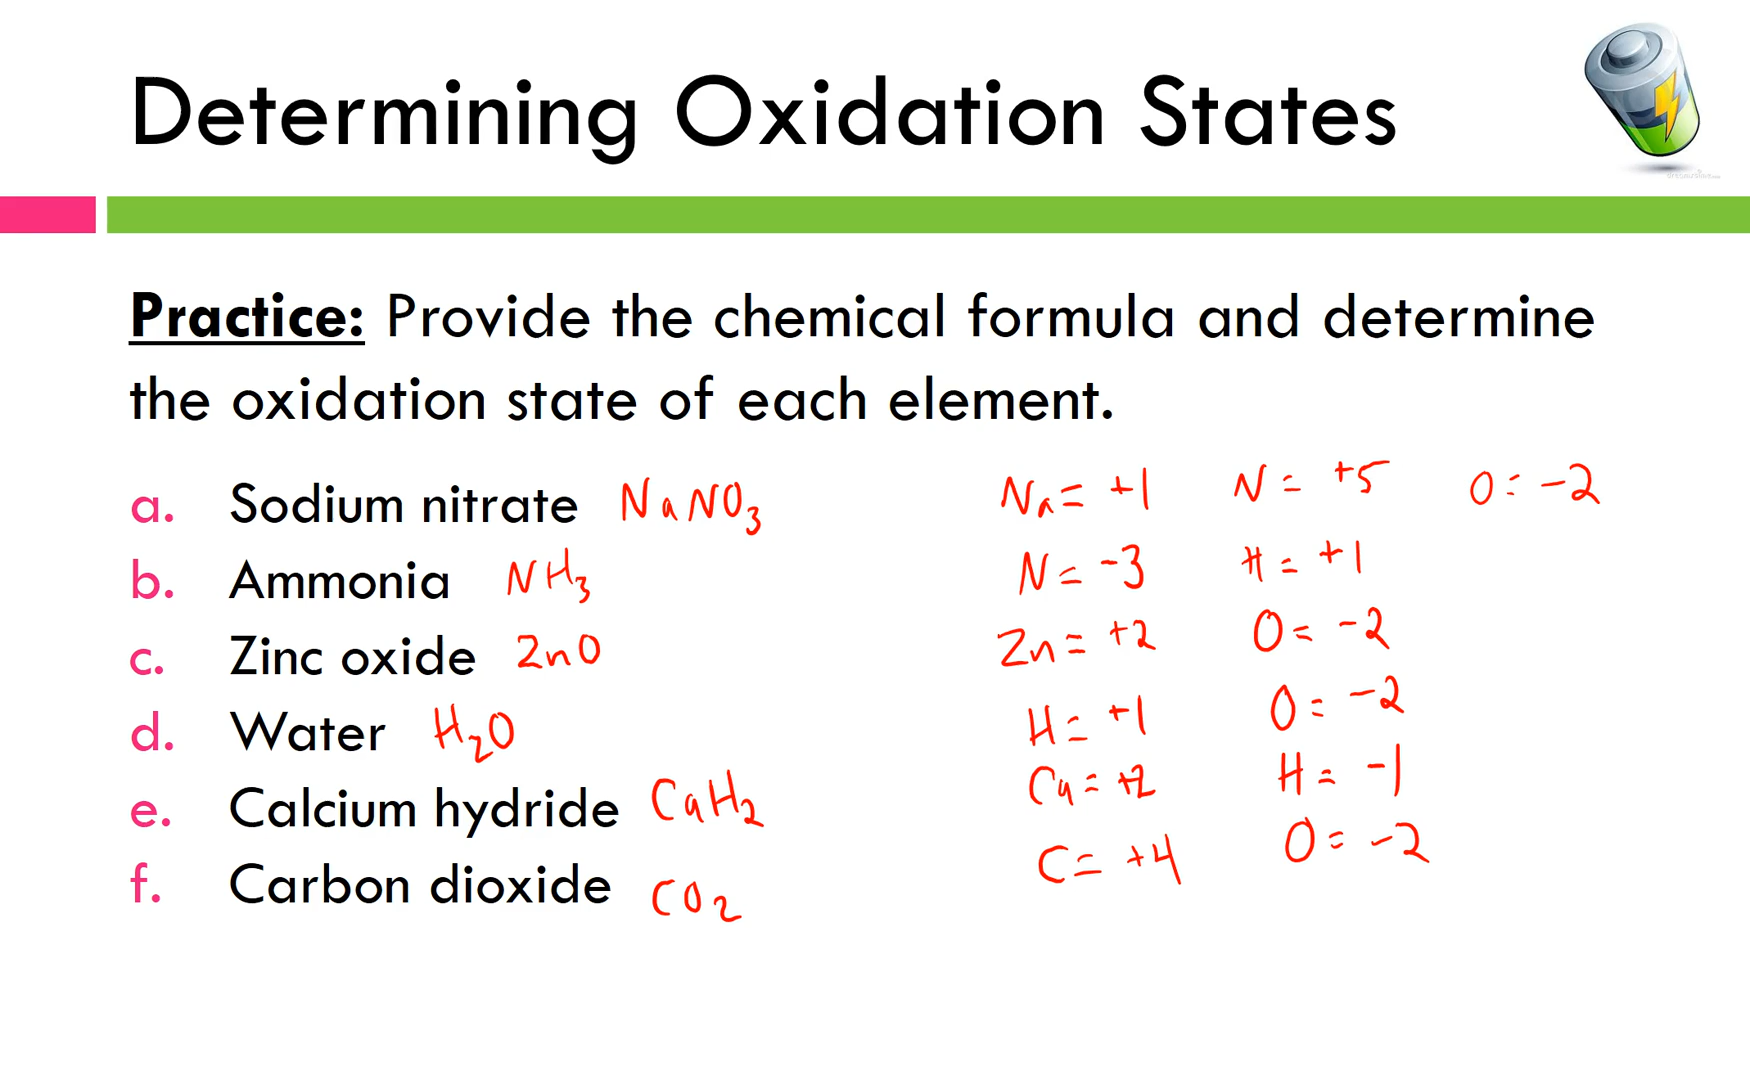 Determining Oxidation States
Practice: Provide the chemical formula and determine
the oxidation state of each element.
a. Sodium nitrate NaNO₃ Na = +1 N = +5 O = -2
b. Ammonia NH₃ N = -3 H = +1
c. Zinc oxide ZnO Zn = +2 O = -2
d. Water H₂O H = +1 O = -2
e. Calcium hydride CaH₂ Ca = +2 H = -1
f. Carbon dioxide CO₂ C = +4 O = -2